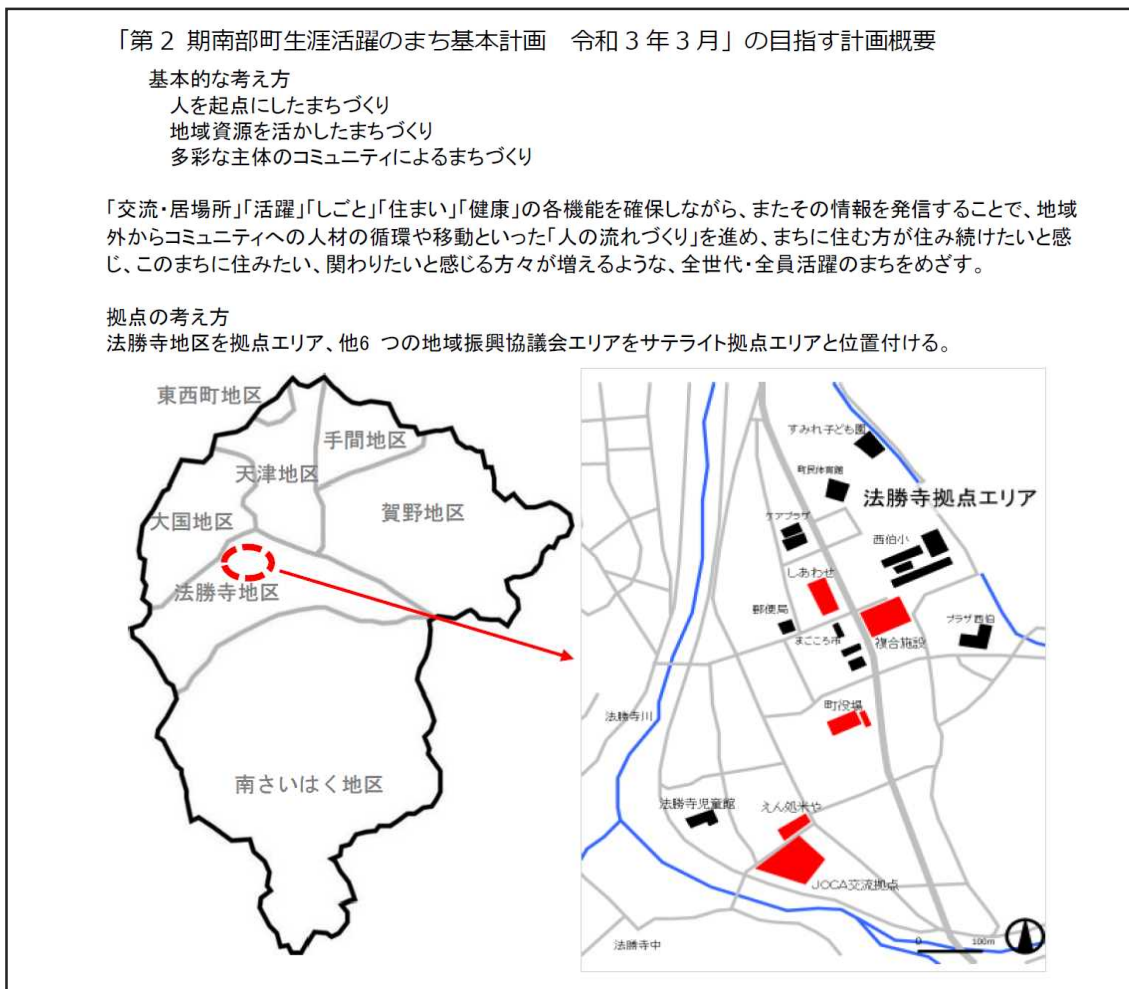 「第２ 期南部町生涯活躍のまち基本計画　令和３年３月」の目指す計画概要
基本的な考え方
人を起点にしたまちづくり
地域資源を活かしたまちづくり
多彩な主体のコミュニティによるまちづくり
「交流・居場所」「活躍」「しごと」「住まい」「健康」の各機能を確保しながら、またその情報を発信することで、地域
外からコミュニティへの人材の循環や移動といった「人の流れづくり」を進め、まちに住む方が住み続けたいと感
じ、このまちに住みたい、関わりたいと感じる方々が増えるような、全世代・全員活躍のまちをめざす。
拠点の考え方
法勝寺地区を拠点エリア、他6 つの地域振興協議会エリアをサテライト拠点エリアと位置付ける。
東西町地区
手間地区
天津地区
大国地区
賀野地区
法勝寺地区
南さいはく地区
すみれ子ども園
町民体育館
法勝寺拠点エリア
ケアプラザ
西伯小
しあわせ
郵便局
まごころ市
複合施設
プラザ西伯
町役場
法勝寺川
法勝寺児童館
えん処米や
JOCA交流拠点
法勝寺中
0 100m